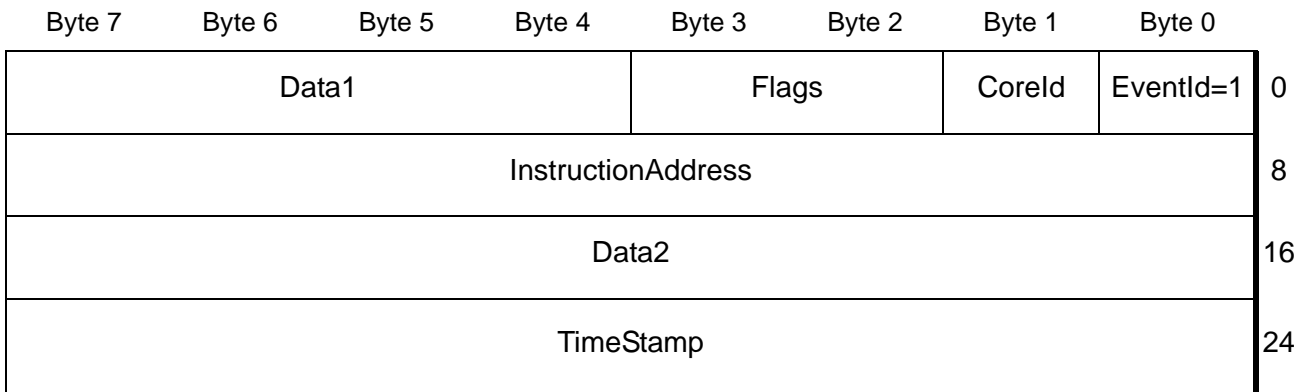 Byte 7 Byte 6 Byte 5 Byte 4 Byte 3 Byte 2 Byte 1 Byte 0
Data1 Flags CoreId EventId=1 0
InstructionAddress 8
Data2 16
TimeStamp 24